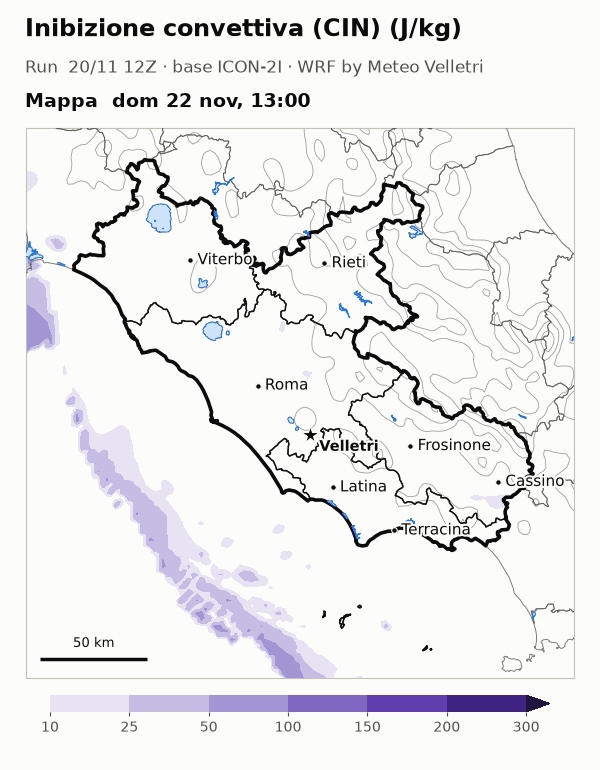 Inibizione convettiva (CIN) (J/kg)
Run  20/11 12Z · base ICON-2I · WRF by Meteo Velletri
Mappa  dom 22 nov, 13:00
Viterbo
Rieti
Roma
Velletri
Frosinone
Cassino
Latina
Terracina
50 km
10 25 50 100 150 200 300